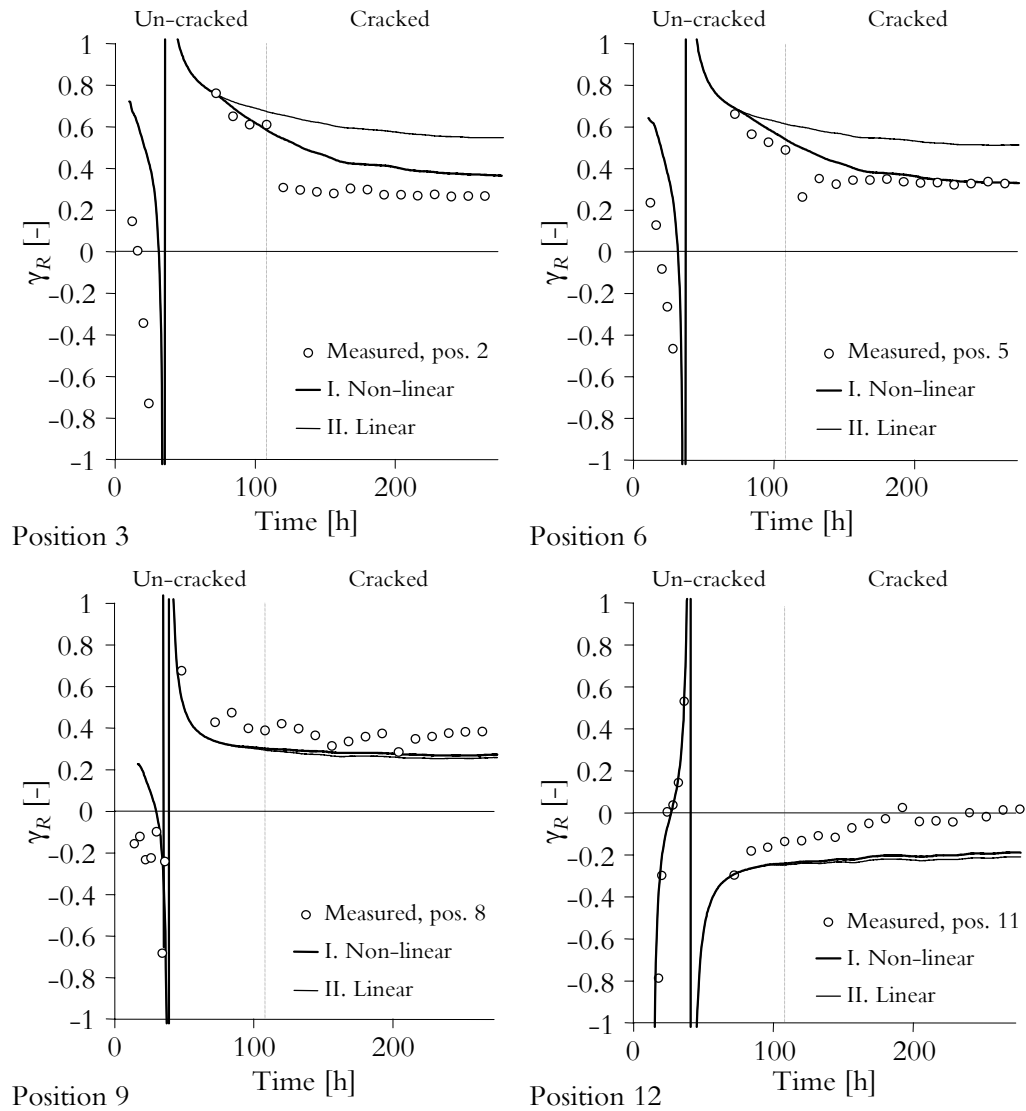 Un-cracked Cracked
1
0.8
0.6
0.4
0.2
0
-0.2
-0.4
-0.6
-0.8
-1
γR [-]
Measured, pos. 2
I. Non-linear
II. Linear
0 100 200
Time [h]
Position 3
Un-cracked Cracked
1
0.8
0.6
0.4
0.2
0
-0.2
-0.4
-0.6
-0.8
-1
γR [-]
Measured, pos. 5
I. Non-linear
II. Linear
0 100 200
Time [h]
Position 6
Un-cracked Cracked
1
0.8
0.6
0.4
0.2
0
-0.2
-0.4
-0.6
-0.8
-1
γR [-]
Measured, pos. 8
I. Non-linear
II. Linear
0 100 200
Time [h]
Position 9
Un-cracked Cracked
1
0.8
0.6
0.4
0.2
0
-0.2
-0.4
-0.6
-0.8
-1
γR [-]
Measured, pos. 11
I. Non-linear
II. Linear
0 100 200
Time [h]
Position 12